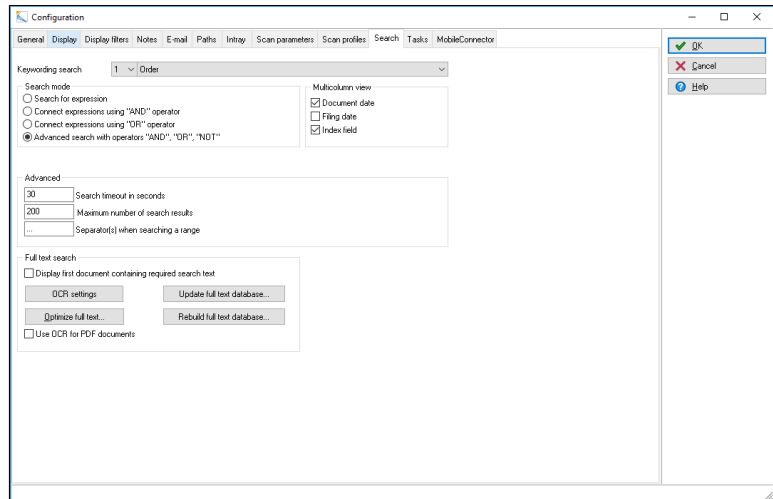 Configuration
General Display Display filters Notes E-mail Paths Intray Scan parameters Scan profiles Search Tasks MobileConnector
OK
Cancel
Help
Keywording search 1 Order
Search mode
Search for expression
Connect expressions using "AND" operator
Connect expressions using "OR" operator
Advanced search with operators "AND", "OR", "NOT"
Multicolumn view
Document date
Filing date
Index field
Advanced
30 Search timeout in seconds
200 Maximum number of search results
... Separator(s) when searching a range
Full text search
Display first document containing required search text
OCR settings Update full text database...
Optimize full text... Rebuild full text database...
Use OCR for PDF documents